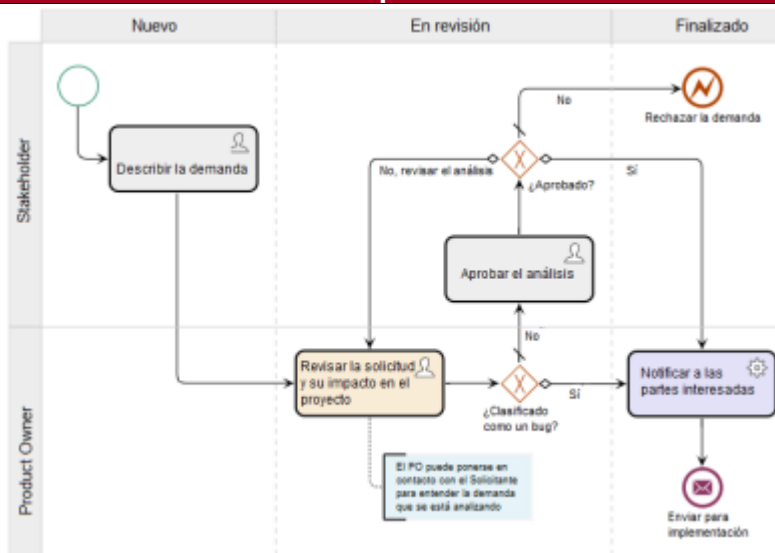 Nuevo
En revisión
Finalizado
Stakeholder
Describir la demanda
No
Rechazar la demanda
No, revisar el análisis
¿Aprobado?
Sí
Aprobar el análisis
No
Product Owner
Revisar la solicitud
y su impacto en el
proyecto
¿Clasificado
como un bug?
Sí
Notificar a las
partes interesadas
El PO puede ponerse en
contacto con el Solicitante
para entender la demanda
que se está analizando
Enviar para
implementación